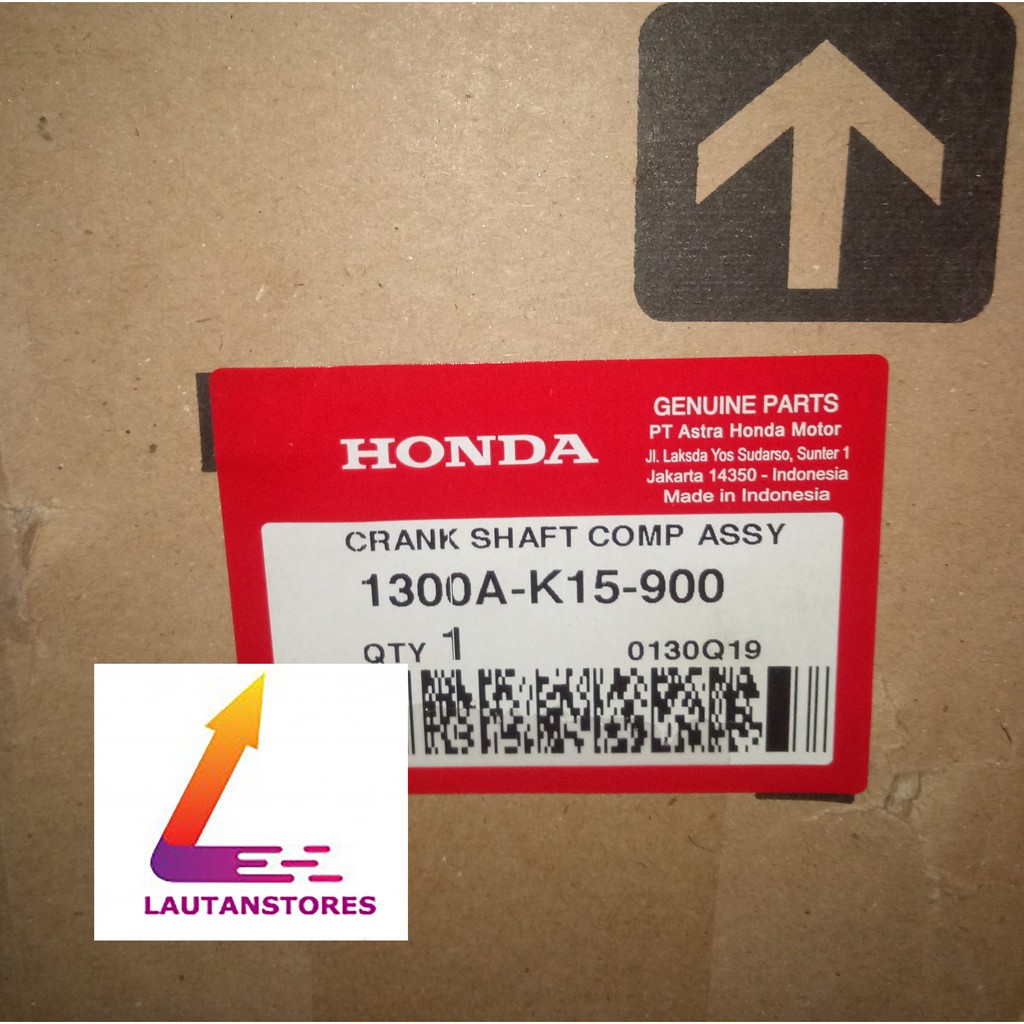 HONDA
GENUINE PARTS
PT Astra Honda Motor
Jl. Laksda Yos Sudarso, Sunter 1
Jakarta 14350 - Indonesia
Made in Indonesia
CRANK SHAFT COMP ASSY
1300A-K15-900
QTY 1 0130Q19
LAUTANSTORES